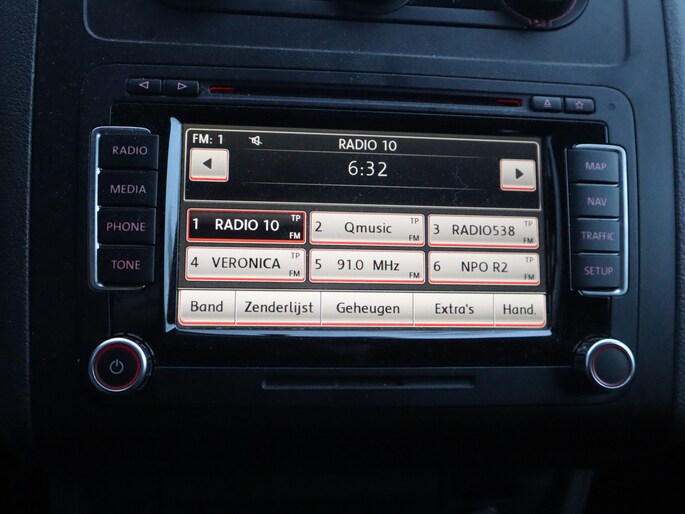 FM: 1 RADIO 10
6:32
RADIO
MEDIA
PHONE
TONE
1 RADIO 10 TP FM
2 Qmusic TP FM
3 RADIO538 TP FM
4 VERONICA TP FM
5 91.0 MHz FM
6 NPO R2 TP FM
Band Zenderlijst Geheugen Extra's Hand.
MAP
NAV
TRAFFIC
SETUP